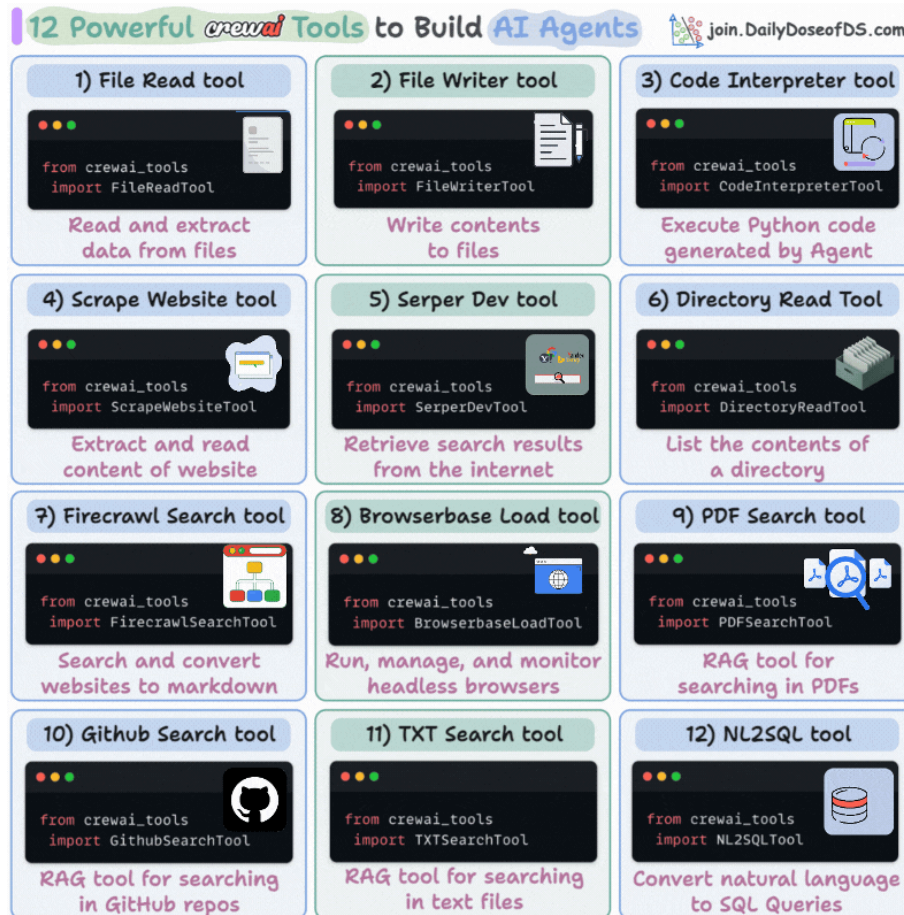 12 Powerful crewai Tools to Build AI Agents
join.DailyDoseofDS.com
1) File Read tool
from crewai_tools
import FileReadTool
Read and extract
data from files
2) File Writer tool
from crewai_tools
import FileWriterTool
Write contents
to files
3) Code Interpreter tool
from crewai_tools
import CodeInterpreterTool
Execute Python code
generated by Agent
4) Scrape Website tool
from crewai_tools
import ScrapeWebsiteTool
Extract and read
content of website
5) Serper Dev tool
from crewai_tools
import SerperDevTool
Retrieve search results
from the internet
6) Directory Read Tool
from crewai_tools
import DirectoryReadTool
List the contents of
a directory
7) Firecrawl Search tool
from crewai_tools
import FirecrawlSearchTool
Search and convert
websites to markdown
8) Browserbase Load tool
from crewai_tools
import BrowserbaseLoadTool
Run, manage, and monitor
headless browsers
9) PDF Search tool
from crewai_tools
import PDFSearchTool
RAG tool for
searching in PDFs
10) Github Search tool
from crewai_tools
import GithubSearchTool
RAG tool for searching
in GitHub repos
11) TXT Search tool
from crewai_tools
import TXTSearchTool
RAG tool for searching
in text files
12) NL2SQL tool
from crewai_tools
import NL2SQLTool
Convert natural language
to SQL Queries